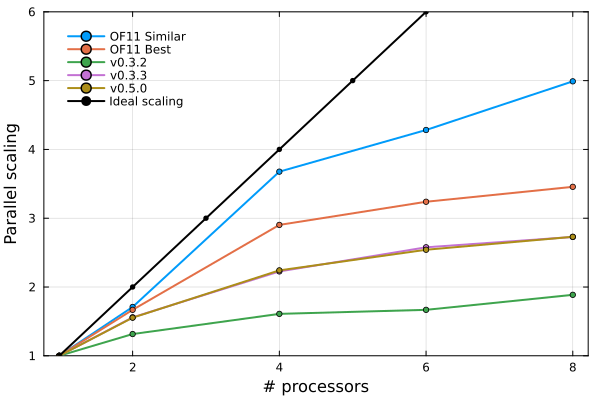 OF11 Similar
OF11 Best
v0.3.2
v0.3.3
v0.5.0
Ideal scaling
Parallel scaling
6
5
4
3
2
1
2 4 6 8
# processors